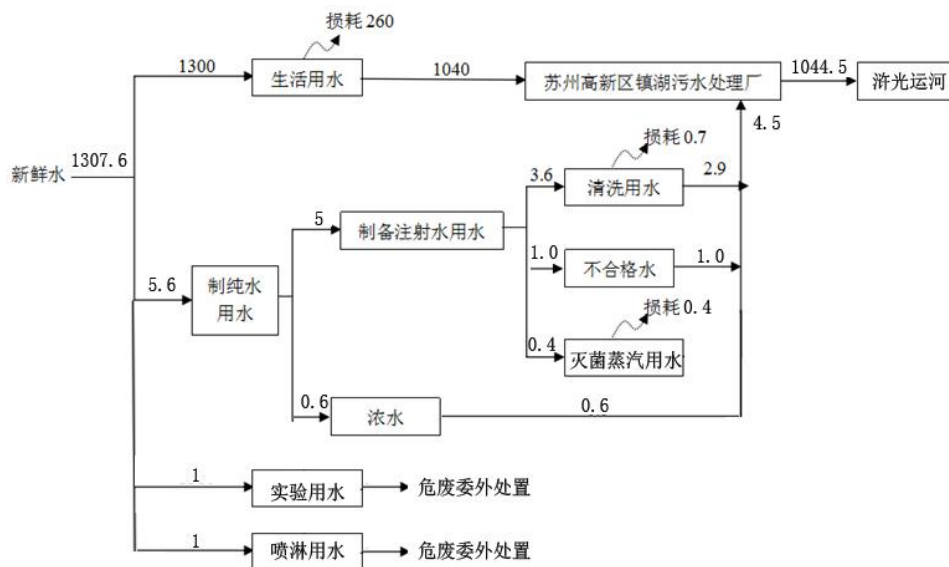 损耗260
1300
生活用水
1040
苏州高新区镇湖污水处理厂
1044.5
浒光运河
4.5
新鲜水
1307.6
损耗0.7
3.6
清洗用水
2.9
5
制备注射水用水
1.0
不合格水
1.0
5.6
制纯水
用水
损耗0.4
0.4
灭菌蒸汽用水
0.6
浓水
0.6
1
实验用水
危废委外处置
1
喷淋用水
危废委外处置